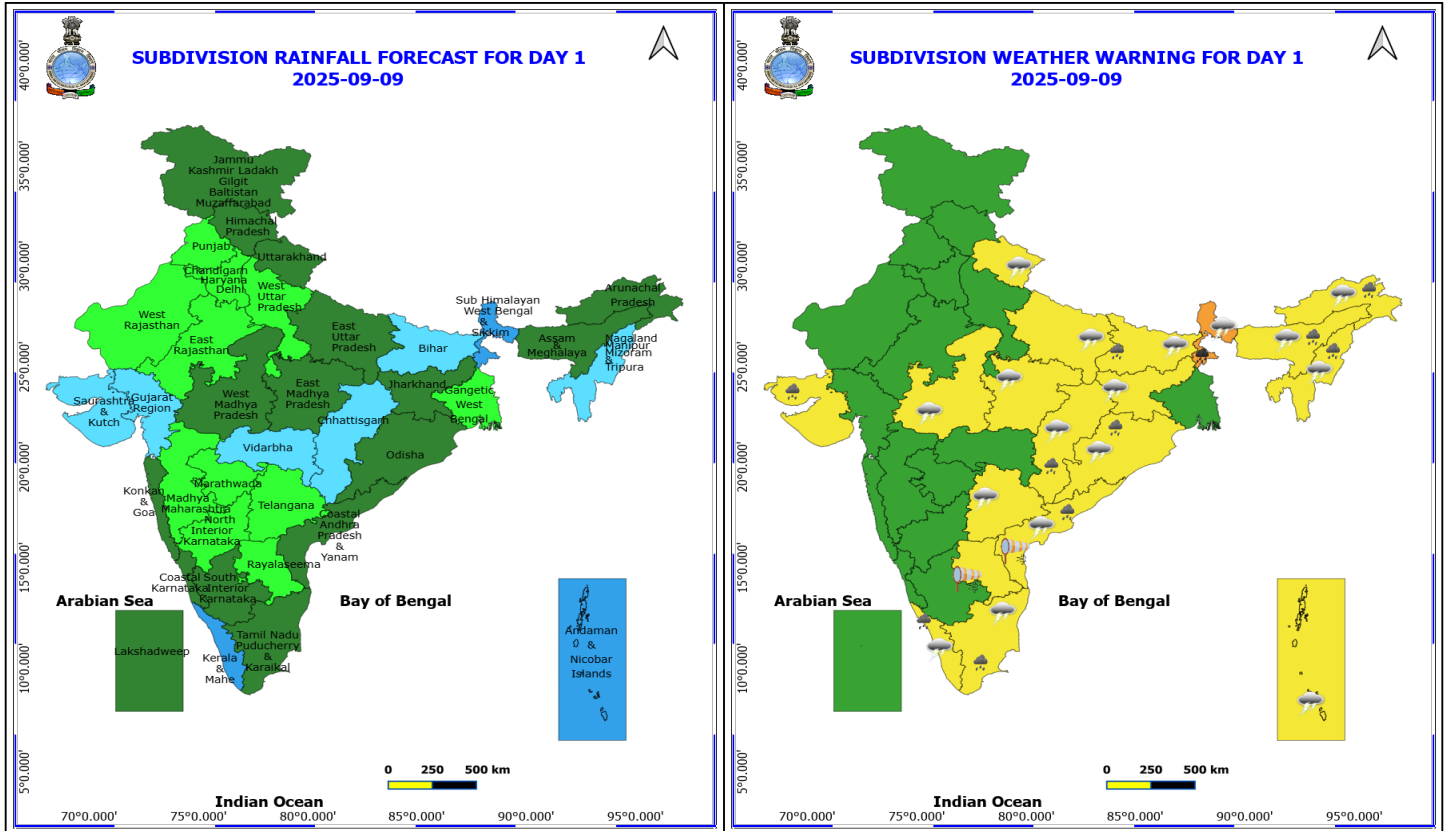 SUBDIVISION RAINFALL FORECAST FOR DAY 1
2025-09-09
40°0.000'
35°0.000'
30°0.000'
25°0.000'
20°0.000'
15°0.000'
10°0.000'
5°0.000'
Jammu
Kashmir Ladakh
Gilgit
Baltistan
Muzaffarabad
Himachal
Pradesh
Punjab
Uttarakhand
Chandigarh
Haryana
Delhi
West
Uttar
Pradesh
West
Rajasthan
East
Rajasthan
East
Uttar
Pradesh
Sub Himalayan
West Bengal
&
Sikkim
Arunachal
Pradesh
Assam
&
Meghalaya
Nagaland
Manipur
Mizoram
&
Tripura
Bihar
Saurashtra
&
Kutch
Gujarat
Region
West
Madhya
Pradesh
East
Madhya
Pradesh
Jharkhand
Gangetic
West
Bengal
Chhattisgarh
Vidarbha
Odisha
Konkan
&
Goa
Madhya
Maharashtra
Marathwada
Telangana
North
Interior
Karnataka
Coastal
Andhra
Pradesh
&
Yanam
Rayalaseema
Coastal
Karnataka
South
Interior
Karnataka
Arabian Sea
Bay of Bengal
Lakshadweep
Kerala
&
Mahe
Tamil Nadu
Puducherry
&
Karaikal
Andaman
&
Nicobar
Islands
0 250 500 km
Indian Ocean
70°0.000' 75°0.000' 80°0.000' 85°0.000' 90°0.000' 95°0.000'
SUBDIVISION WEATHER WARNING FOR DAY 1
2025-09-09
40°0.000'
35°0.000'
30°0.000'
25°0.000'
20°0.000'
15°0.000'
10°0.000'
5°0.000'
Arabian Sea
Bay of Bengal
0 250 500 km
Indian Ocean
70°0.000' 75°0.000' 80°0.000' 85°0.000' 90°0.000' 95°0.000'